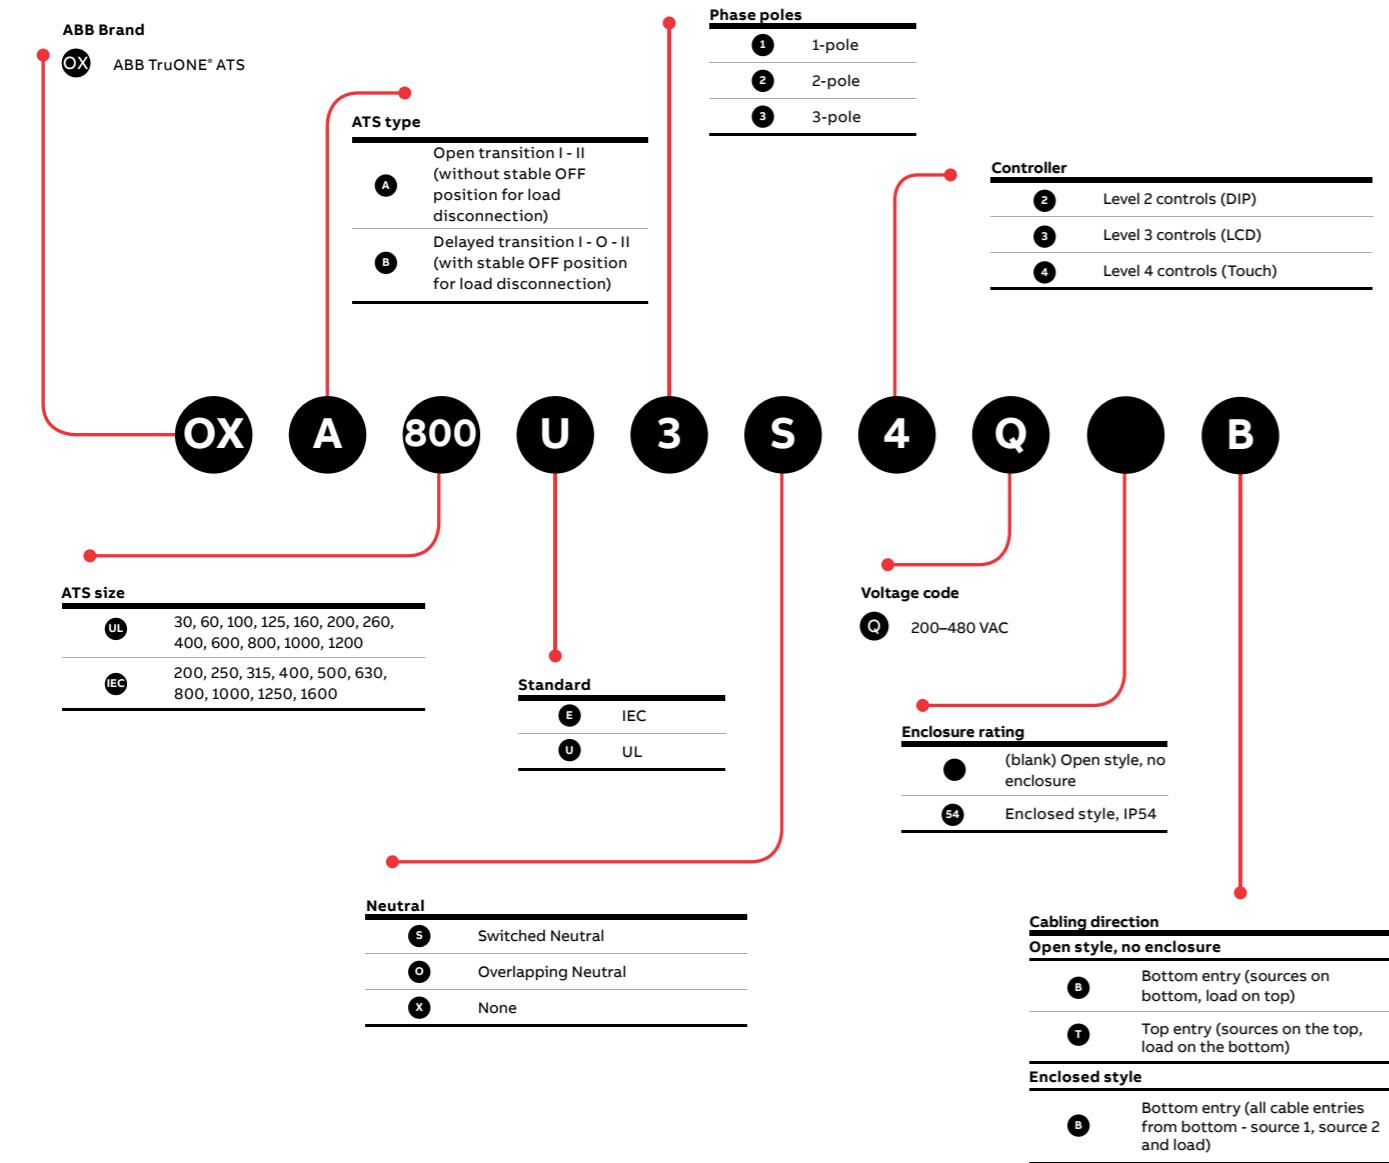 ABB Brand
OX ABB TruONE® ATS
ATS type
A Open transition I - II
(without stable OFF
position for load
disconnection)
B Delayed transition I - O - II
(with stable OFF position
for load disconnection)
Phase poles
1 1-pole
2 2-pole
3 3-pole
Controller
2 Level 2 controls (DIP)
3 Level 3 controls (LCD)
4 Level 4 controls (Touch)
OX A 800 U 3 S 4 Q B
ATS size
UL 30, 60, 100, 125, 160, 200, 260,
400, 600, 800, 1000, 1200
IEC 200, 250, 315, 400, 500, 630,
800, 1000, 1250, 1600
Standard
E IEC
U UL
Voltage code
Q 200–480 VAC
Enclosure rating
(blank) Open style, no
enclosure
54 Enclosed style, IP54
Neutral
S Switched Neutral
O Overlapping Neutral
X None
Cabling direction
Open style, no enclosure
B Bottom entry (sources on
bottom, load on top)
T Top entry (sources on the top,
load on the bottom)
Enclosed style
B Bottom entry (all cable entries
from bottom - source 1, source 2
and load)